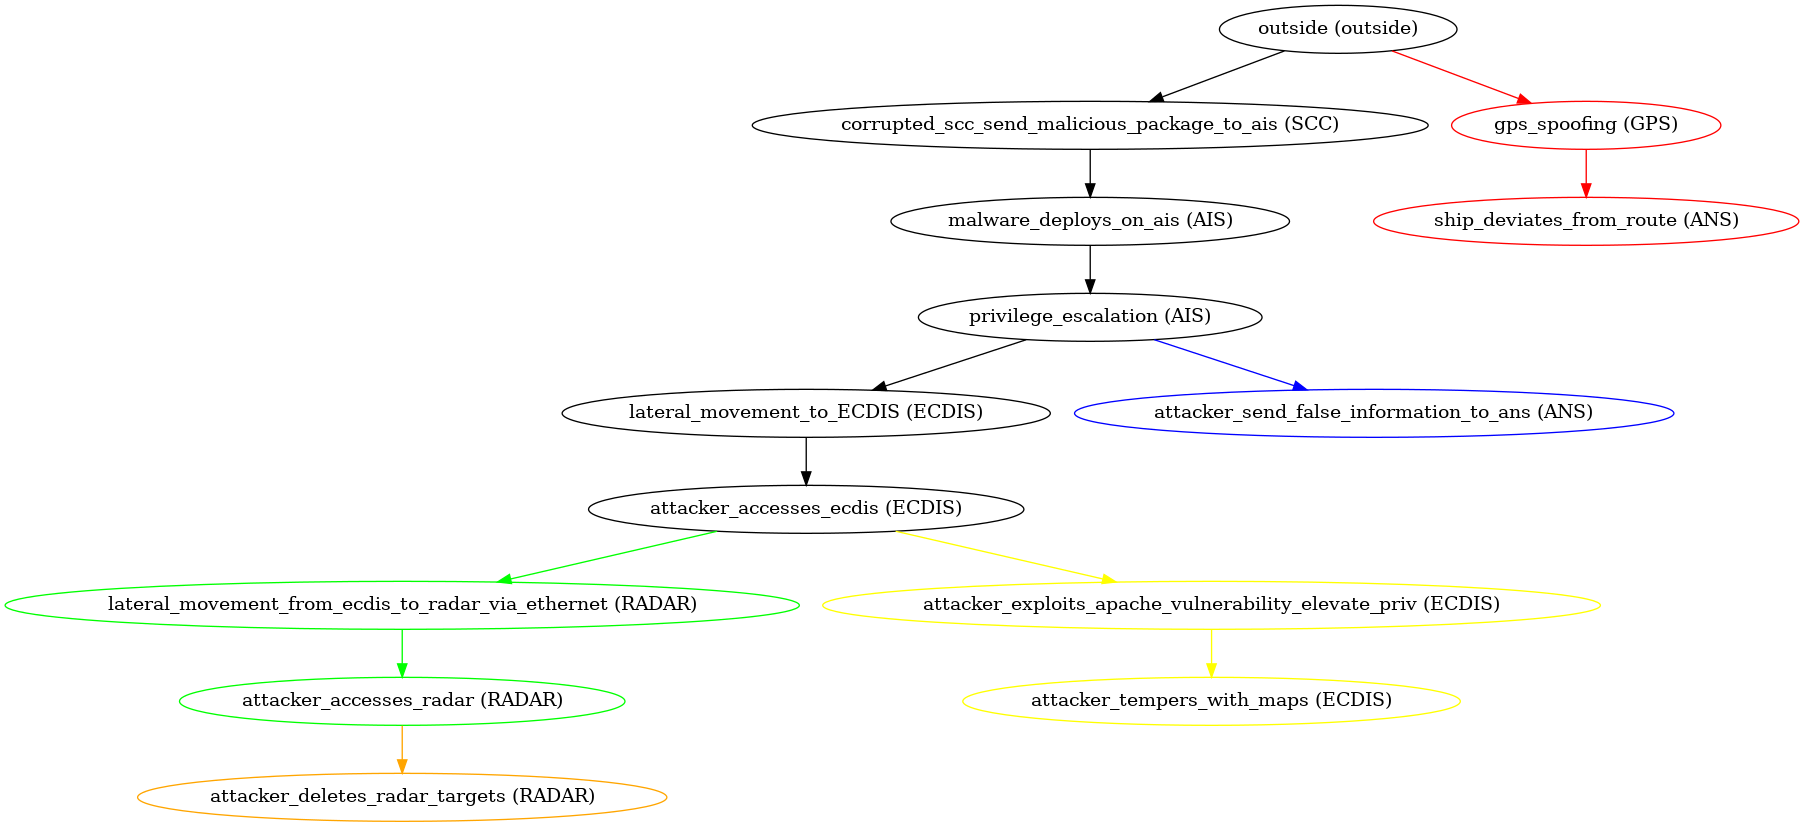 outside (outside)
corrupted_scc_send_malicious_package_to_ais (SCC)
gps_spoofing (GPS)
malware_deploys_on_ais (AIS)
ship_deviates_from_route (ANS)
privilege_escalation (AIS)
lateral_movement_to_ECDIS (ECDIS)
attacker_send_false_information_to_ans (ANS)
attacker_accesses_ecdis (ECDIS)
lateral_movement_from_ecdis_to_radar_via_ethernet (RADAR)
attacker_exploits_apache_vulnerability_elevate_priv (ECDIS)
attacker_accesses_radar (RADAR)
attacker_tempers_with_maps (ECDIS)
attacker_deletes_radar_targets (RADAR)